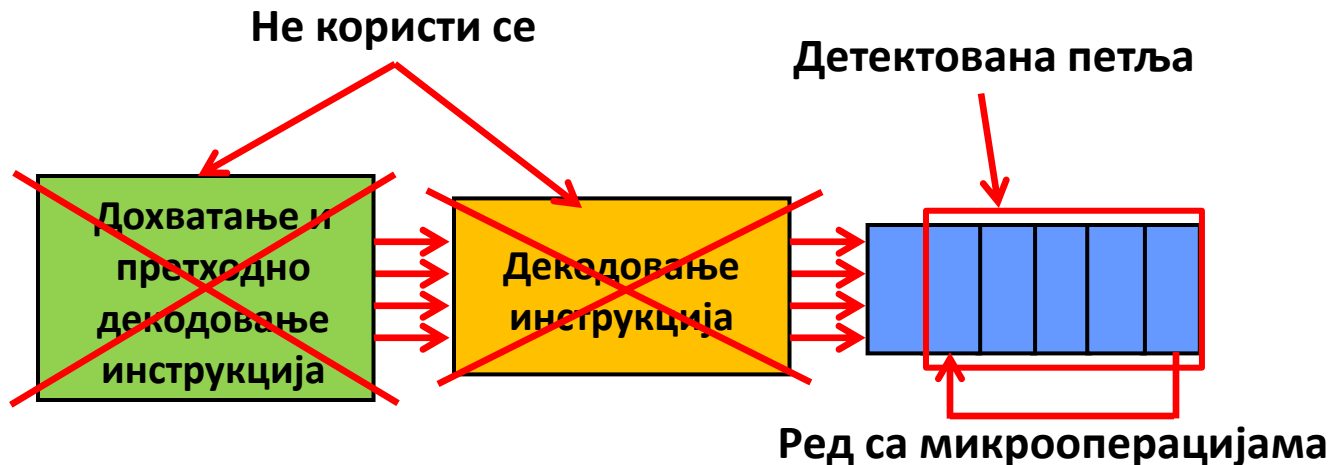 Не користи се
Детектована петља
Дохватање и
претходно
декодовање
инструкција
Декодовање
инструкција
Ред са микрооперацијама